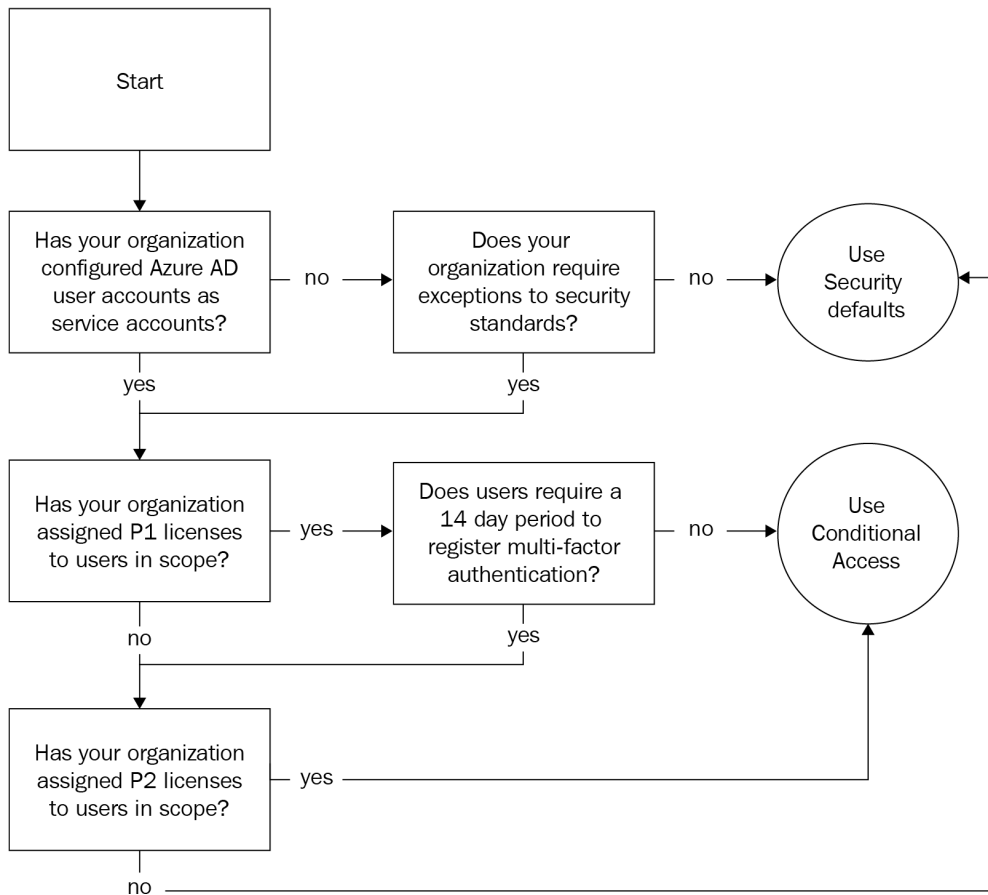 Start
Has your organization
configured Azure AD
user accounts as
service accounts?
no
Does your
organization require
exceptions to security
standards?
no
Use
Security
defaults
yes
yes
Has your organization
assigned P1 licenses
to users in scope?
yes
Does users require a
14 day period to
register multi-factor
authentication?
no
Use
Conditional
Access
no
yes
Has your organization
assigned P2 licenses
to users in scope?
yes
no